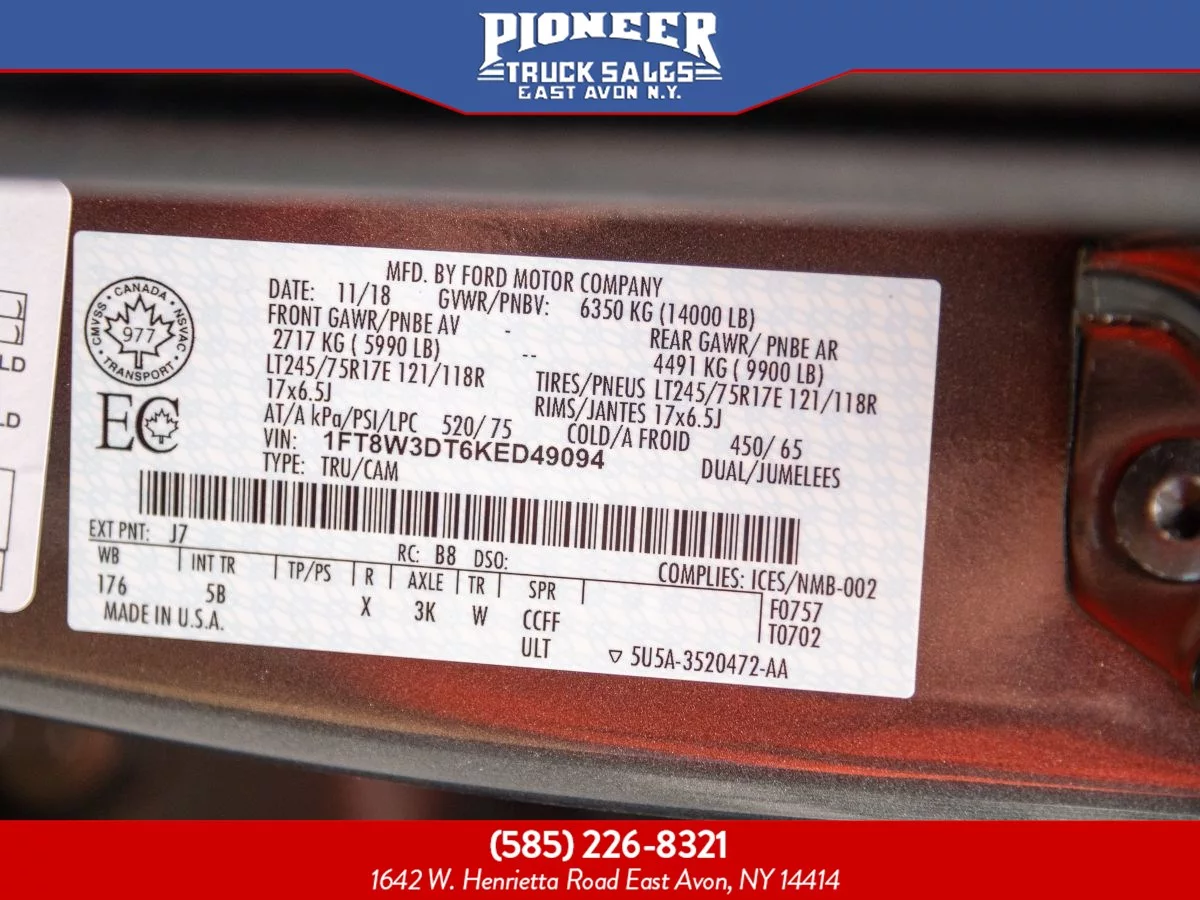 PIONEER
TRUCK SALES
EAST AVON N.Y.
MFD. BY FORD MOTOR COMPANY
DATE: 11/18 GVWR/PNBV: 6350 KG (14000 LB)
FRONT GAWR/PNBE AV - REAR GAWR/ PNBE AR
2717 KG ( 5990 LB) -- 4491 KG ( 9900 LB)
LT245/75R17E 121/118R TIRES/PNEUS LT245/75R17E 121/118R
17x6.5J RIMS/JANTES 17x6.5J
AT/A kPa/PSI/LPC 520/ 75 COLD/A FROID 450/ 65
VIN: 1FT8W3DT6KED49094 DUAL/JUMELEES
TYPE: TRU/CAM
CANADA
CMVSS
NSVAC
977
TRANSPORT
EC
EXT PNT: J7 RC: B8 DSO: COMPLIES: ICES/NMB-002
WB INT TR TP/PS R AXLE TR SPR
176 5B X 3K W CCFF F0757
MADE IN U.S.A. ULT T0702
5U5A-3520472-AA
LD
LD
(585) 226-8321
1642 W. Henrietta Road East Avon, NY 14414